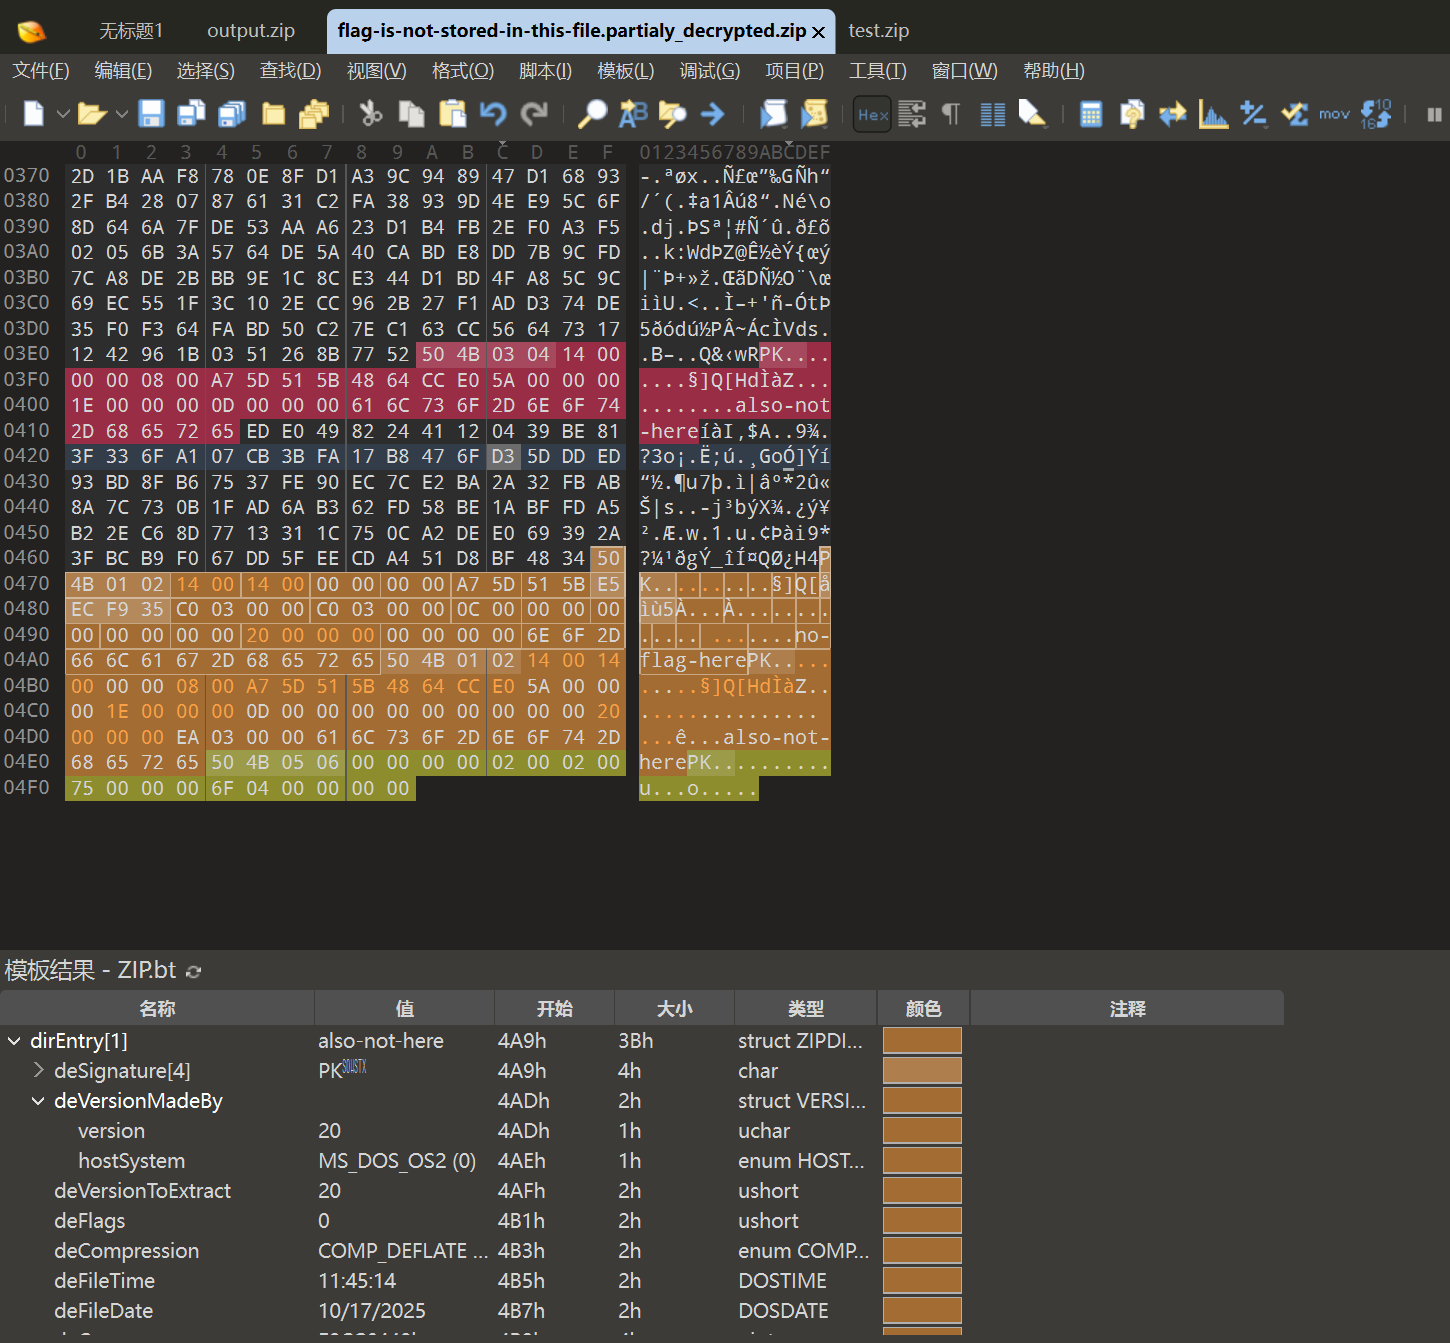 无标题1 output.zip flag-is-not-stored-in-this-file.partialy_decrypted.zip × test.zip
文件(F) 编辑(E) 选择(S) 查找(D) 视图(V) 格式(O) 脚本(I) 模板(L) 调试(G) 项目(P) 工具(T) 窗口(W) 帮助(H)
Hex mov
0 1 2 3 4 5 6 7 8 9 A B C D E F 0123456789ABCDEF
0370 2D 1B AA F8 78 0E 8F D1 A3 9C 94 89 47 D1 68 93 -.ªøx..Ñ£œ”‰GÑh“
0380 2F B4 28 07 87 61 31 C2 FA 38 93 9D 4E E9 5C 6F /´(.‡a1Âú8“.Né\o
0390 8D 64 6A 7F DE 53 AA A6 23 D1 B4 FB 2E F0 A3 F5 .dj.ÞSª¦#Ñ´û.ð£õ
03A0 02 05 6B 3A 57 64 DE 5A 40 CA BD E8 DD 7B 9C FD ..k:WdÞZ@Ê½èÝ{œý
03B0 7C A8 DE 2B BB 9E 1C 8C E3 44 D1 BD 4F A8 5C 9C |¨Þ+»ž.ŒãDÑ½O¨\œ
03C0 69 EC 55 1F 3C 10 2E CC 96 2B 27 F1 AD D3 74 DE iìU.<..Ì–+'ñ-ÓtÞ
03D0 35 F0 F3 64 FA BD 50 C2 7E C1 63 CC 56 64 73 17 5ðódú½PÂ~ÁcÌVds.
03E0 12 42 96 1B 03 51 26 8B 77 52 50 4B 03 04 14 00 .B–..Q&‹wRPK....
03F0 00 00 08 00 A7 5D 51 5B 48 64 CC E0 5A 00 00 00 ....§]Q[HdÌàZ...
0400 1E 00 00 00 0D 00 00 00 61 6C 73 6F 2D 6E 6F 74 ........also-not
0410 2D 68 65 72 65 ED E0 49 82 24 41 12 04 39 BE 81 -hereíàI‚$A..9¾.
0420 3F 33 6F A1 07 CB 3B FA 17 B8 47 6F D3 5D DD ED ?3o¡.Ë;ú.¸GoÓ]Ýí
0430 93 BD 8F B6 75 37 FE 90 EC 7C E2 BA 2A 32 FB AB “½.¶u7þ.ì|âº*2û«
0440 8A 7C 73 0B 1F AD 6A B3 62 FD 58 BE 1A BF FD A5 Š|s..-j³býX¾.¿ý¥
0450 B2 2E C6 8D 77 13 31 1C 75 0C A2 DE E0 69 39 2A ².Æ.w.1.u.¢Þài9*
0460 3F BC B9 F0 67 DD 5F EE CD A4 51 D8 BF 48 34 50 ?¼¹ðgÝ_îÍ¤QØ¿H4P
0470 4B 01 02 14 00 14 00 00 00 00 00 A7 5D 51 5B E5 K..........§]Q[å
0480 EC F9 35 C0 03 00 00 C0 03 00 00 0C 00 00 00 00 ìù5À...À........
0490 00 00 00 00 00 20 00 00 00 00 00 00 00 6E 6F 2D ..... .......no-
04A0 66 6C 61 67 2D 68 65 72 65 50 4B 01 02 14 00 14 flag-herePK.....
04B0 00 00 00 08 00 A7 5D 51 5B 48 64 CC E0 5A 00 00 .....§]Q[HdÌàZ..
04C0 00 1E 00 00 00 0D 00 00 00 00 00 00 00 00 00 20 ...............
04D0 00 00 00 EA 03 00 00 61 6C 73 6F 2D 6E 6F 74 2D ...ê...also-not-
04E0 68 65 72 65 50 4B 05 06 00 00 00 00 02 00 02 00 herePK..........
04F0 75 00 00 00 6F 04 00 00 00 00 u...o.....
模板结果 - ZIP.bt
名称 值 开始 大小 类型 颜色 注释
dirEntry[1] also-not-here 4A9h 3Bh struct ZIPDI...
deSignature[4] PK␁␂ 4A9h 4h char
deVersionMadeBy 4ADh 2h struct VERSI...
version 20 4ADh 1h uchar
hostSystem MS_DOS_OS2 (0) 4AEh 1h enum HOST...
deVersionToExtract 20 4AFh 2h ushort
deFlags 0 4B1h 2h ushort
deCompression COMP_DEFLATE ... 4B3h 2h enum COMP...
deFileTime 11:45:14 4B5h 2h DOSTIME
deFileDate 10/17/2025 4B7h 2h DOSDATE